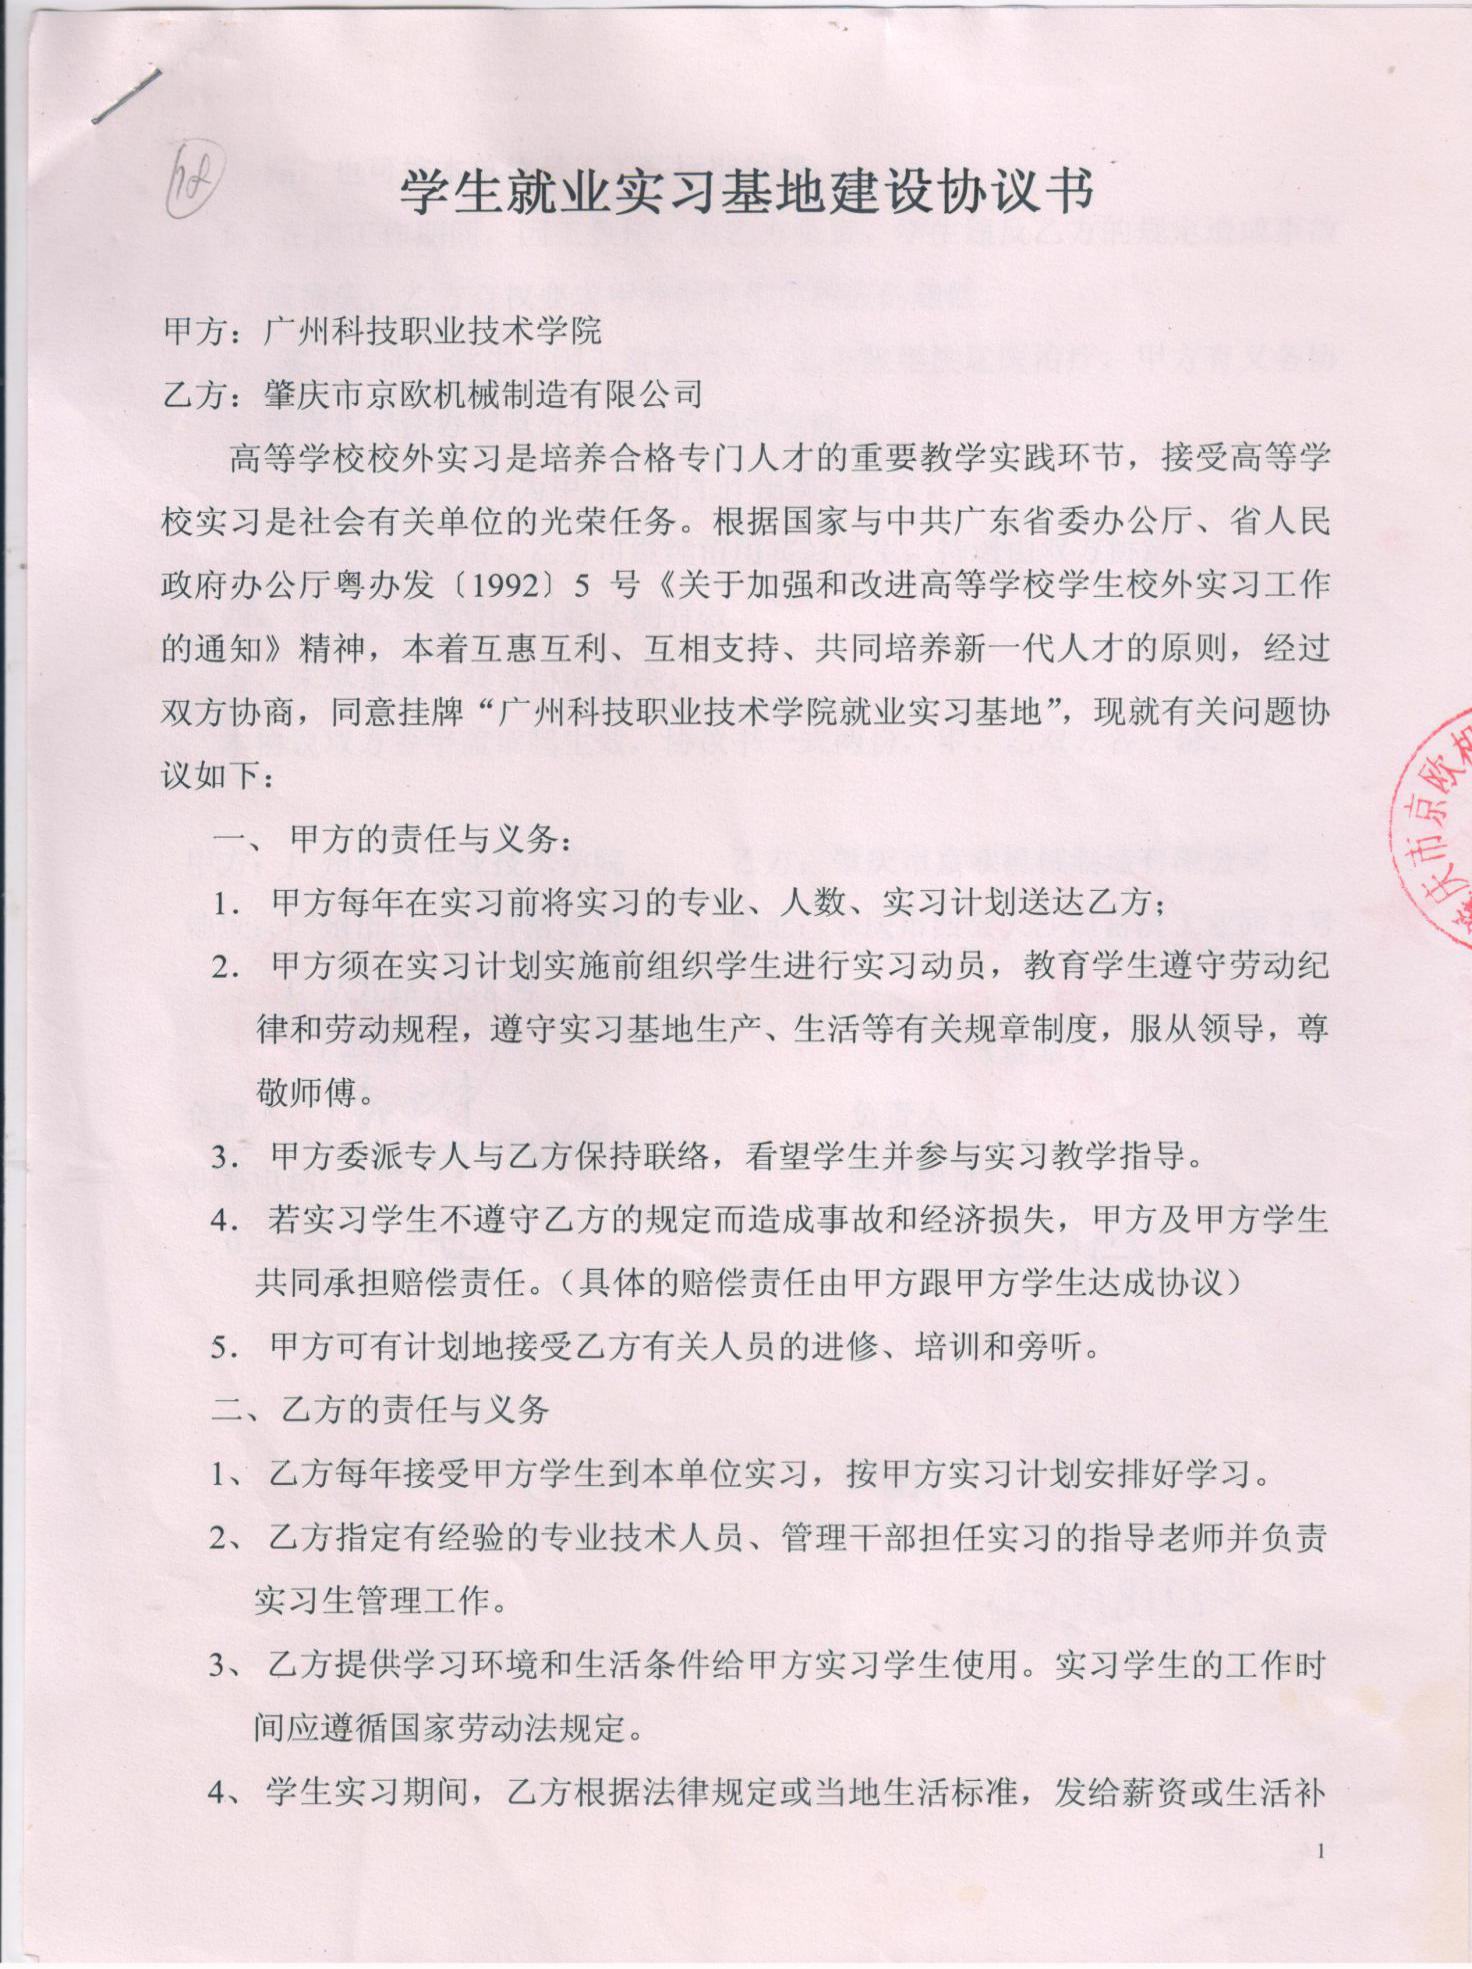 学生就业实习基地建设协议书
甲方：广州科技职业技术学院
乙方：肇庆市京欧机械制造有限公司
高等学校校外实习是培养合格专门人才的重要教学实践环节，接受高等学
校实习是社会有关单位的光荣任务。根据国家与中共广东省委办公厅、省人民
政府办公厅粤办发〔1992〕5 号《关于加强和改进高等学校学生校外实习工作
的通知》精神，本着互惠互利、互相支持、共同培养新一代人才的原则，经过
双方协商，同意挂牌“广州科技职业技术学院就业实习基地”，现就有关问题协
议如下：
一、 甲方的责任与义务：
1． 甲方每年在实习前将实习的专业、人数、实习计划送达乙方；
2． 甲方须在实习计划实施前组织学生进行实习动员，教育学生遵守劳动纪
律和劳动规程，遵守实习基地生产、生活等有关规章制度，服从领导，尊
敬师傅。
3． 甲方委派专人与乙方保持联络，看望学生并参与实习教学指导。
4． 若实习学生不遵守乙方的规定而造成事故和经济损失，甲方及甲方学生
共同承担赔偿责任。（具体的赔偿责任由甲方跟甲方学生达成协议）
5． 甲方可有计划地接受乙方有关人员的进修、培训和旁听。
二、乙方的责任与义务
1、 乙方每年接受甲方学生到本单位实习，按甲方实习计划安排好学习。
2、 乙方指定有经验的专业技术人员、管理干部担任实习的指导老师并负责
实习生管理工作。
3、 乙方提供学习环境和生活条件给甲方实习学生使用。实习学生的工作时
间应遵循国家劳动法规定。
4、 学生实习期间，乙方根据法律规定或当地生活标准，发给薪资或生活补
1
庆市京欧机